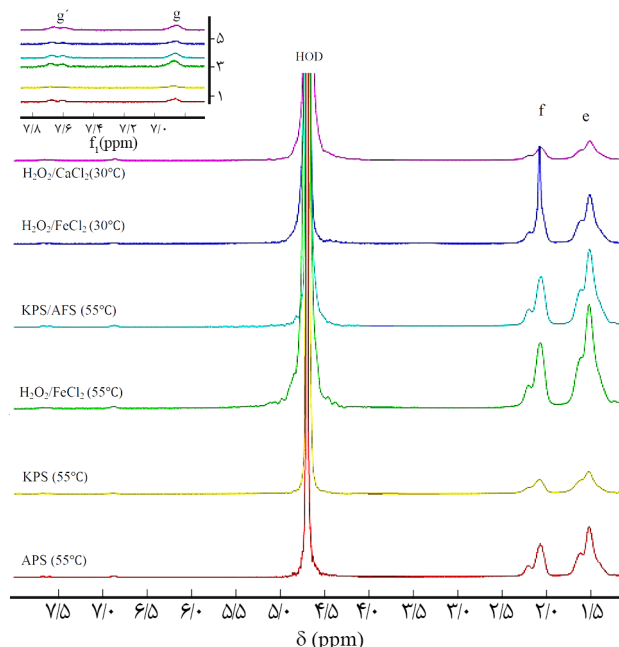 g′ g
۵
۳
۱
۷/۸ ۷/۶ ۷/۴ ۷/۲ ۷/۰
f₁(ppm)
HOD
f e
H₂O₂/CaCl₂(30°C)
H₂O₂/FeCl₂ (30°C)
KPS/AFS (55°C)
H₂O₂/FeCl₂ (55°C)
KPS (55°C)
APS (55°C)
۷/۵ ۷/۰ ۶/۵ ۶/۰ ۵/۵ ۵/۰ ۴/۵ ۴/۰ ۳/۵ ۳/۰ ۲/۵ ۲/۰ ۱/۵
δ (ppm)